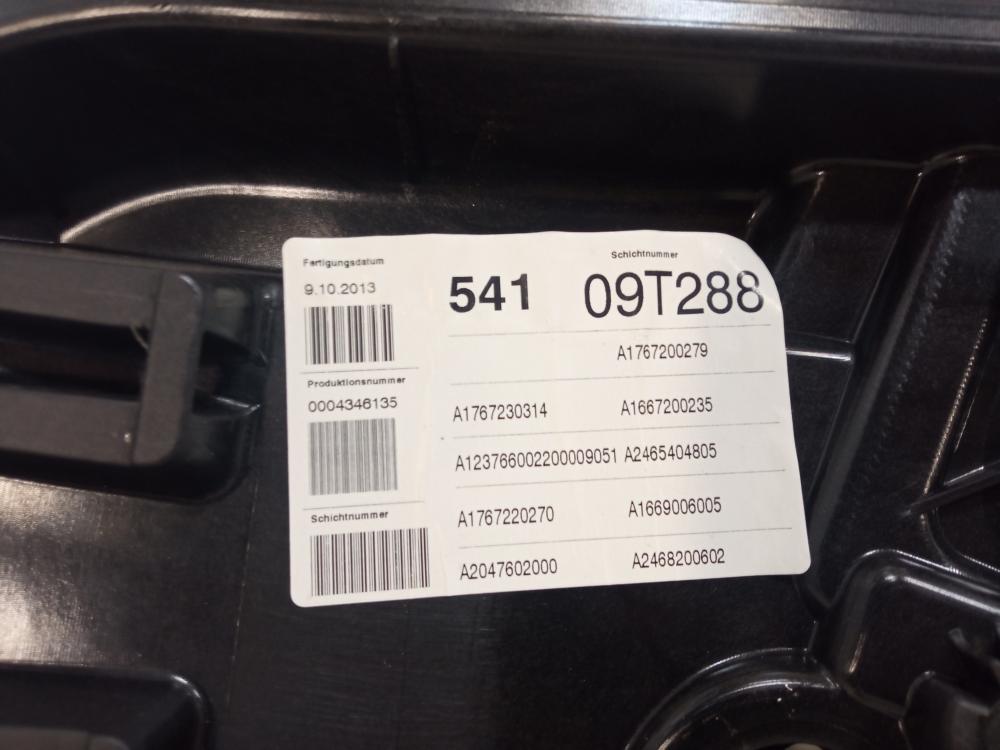 Fertigungsdatum
9.10.2013
541
Schichtnummer
09T288
A1767200279
Produktionsnummer
0004346135
A1767230314 A1667200235
A123766002200009051 A2465404805
Schichtnummer
A1767220270 A1669006005
A2047602000 A2468200602